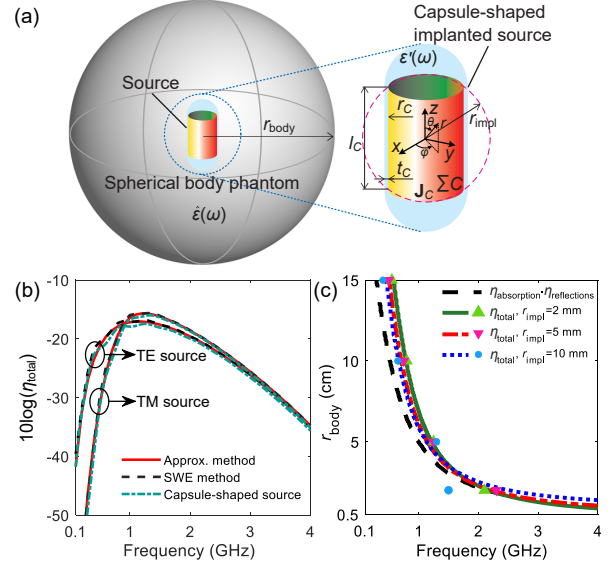 (a)
Capsule-shaped
implanted source
Source
r_body
Spherical body phantom
ε̂(ω)
ε'(ω)
r_C
l_C
z
θ
r
r_impl
x
φ
y
t_C
J_C
ΣC
(b)
-10
-20
-30
-40
-50
10log(η_total)
TE source
TM source
Approx. method
SWE method
Capsule-shaped source
0.1
1
2
3
4
Frequency (GHz)
(c)
15
10
5
0.5
r_body (cm)
η_absorption·η_reflections
η_total, r_impl=2 mm
η_total, r_impl=5 mm
η_total, r_impl=10 mm
0.1
1
2
3
4
Frequency (GHz)